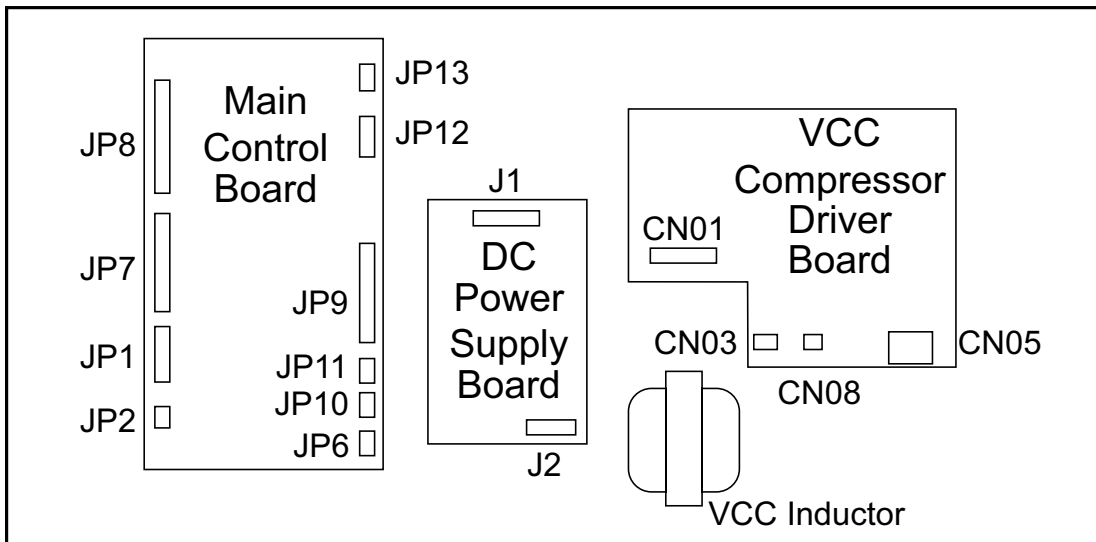 JP13
Main
Control
Board
JP8
JP12
JP7
JP9
JP1
JP11
JP10
JP2
JP6
J1
DC
Power
Supply
Board
J2
VCC
Compressor
Driver
Board
CN01
CN03
CN08
CN05
VCC Inductor